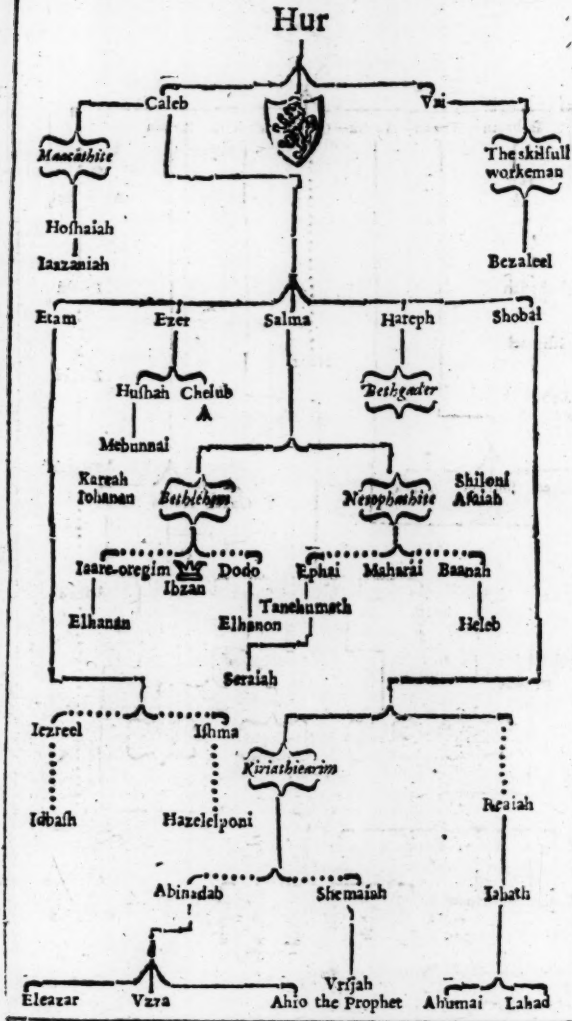 Hur
Caleb Vri
Maacathite The skilfull
workeman
Hoshaiah
Iaazaniah Bezaleel
Etam Ezer Salma Hareph Shobal
Hushah Chelub Bethgader
Mebunnai
Kareah Shiloni
Iohanan Bethlehem Netophathite Asaiah
Iaare-oregim Dodo Ephai Maharai Baanah
Ibzan
Tanehumath
Elhanan Elhanon Heleb
Seraiah
Iezreel Ishma
Kiriathiearim
Reaiah
Idbash Hazelelponi
Abinadab Shemaiah Iahath
Vrijah
Eleazar Vzza Ahio the Prophet Ahumai Lahad